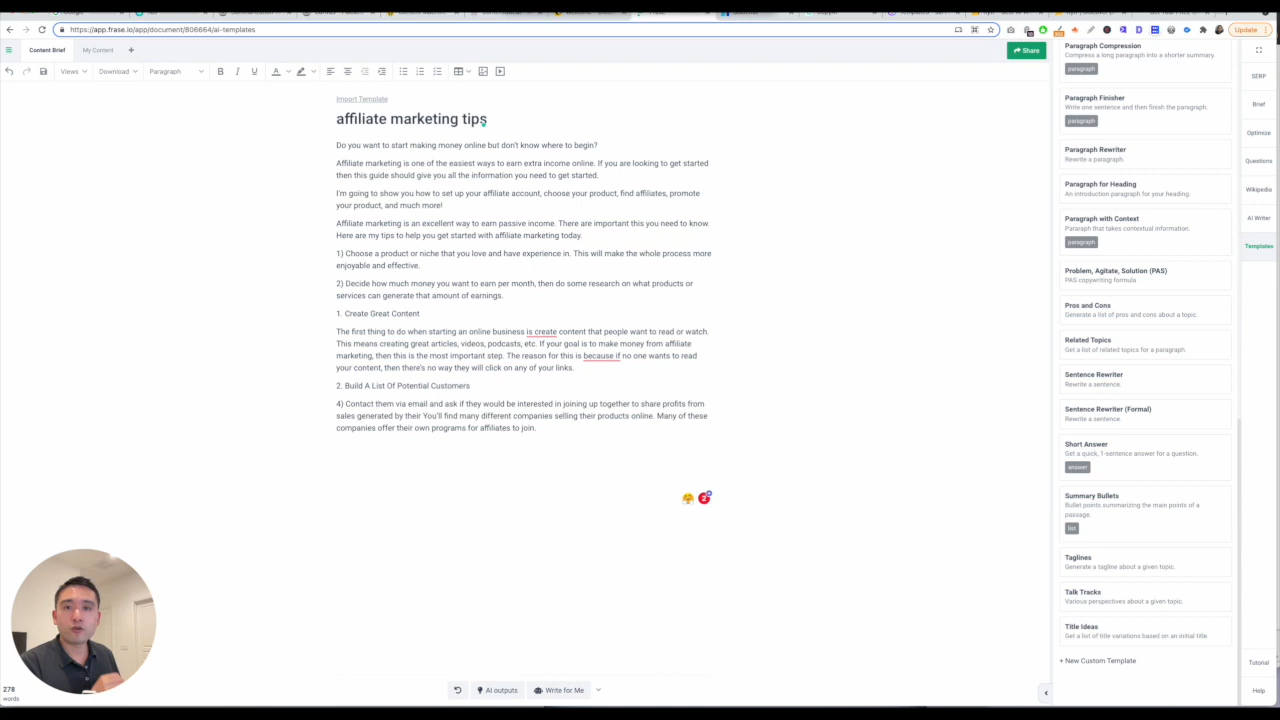 https://app.frase.io/app/document/806664/ai-templates
Update
Content Brief
My Content
Share
Views
Download
Paragraph
B I U A
Import Template
affiliate marketing tips
Do you want to start making money online but don't know where to begin?
Affiliate marketing is one of the easiest ways to earn extra income online. If you are looking to get started
then this guide should give you all the information you need to get started.
I'm going to show you how to set up your affiliate account, choose your product, find affiliates, promote
your product, and much more!
Affiliate marketing is an excellent way to earn passive income. There are important this you need to know.
Here are my tips to help you get started with affiliate marketing today.
1) Choose a product or niche that you love and have experience in. This will make the whole process more
enjoyable and effective.
2) Decide how much money you want to earn per month, then do some research on what products or
services can generate that amount of earnings.
1. Create Great Content
The first thing to do when starting an online business is create content that people want to read or watch.
This means creating great articles, videos, podcasts, etc. If your goal is to make money from affiliate
marketing, then this is the most important step. The reason for this is because if no one wants to read
your content, then there's no way they will click on any of your links.
2. Build A List Of Potential Customers
4) Contact them via email and ask if they would be interested in joining up together to share profits from
sales generated by their You'll find many different companies selling their products online. Many of these
companies offer their own programs for affiliates to join.
2
278
words
AI outputs
Write for Me
Paragraph Compression
Compress a long paragraph into a shorter summary
paragraph
Paragraph Finisher
Write one sentence and then finish the paragraph.
paragraph
Paragraph Rewriter
Rewrite a paragraph.
Paragraph for Heading
An introduction paragraph for your heading.
Paragraph with Context
Pararaph that takes contextual information.
paragraph
Problem, Agitate, Solution (PAS)
PAS copywriting formula
Pros and Cons
Generate a list of pros and cons about a topic.
Related Topics
Get a list of related topics for a paragraph.
Sentence Rewriter
Rewrite a sentence.
Sentence Rewriter (Formal)
Rewrite a sentence.
Short Answer
Get a quick, 1-sentence answer for a question.
answer
Summary Bullets
Bullet points summarizing the main points of a
passage.
list
Taglines
Generate a tagline about a given topic.
Talk Tracks
Various perspectives about a given topic.
Title Ideas
Get a list of title variations based on an initial title
+ New Custom Template
SERP
Brief
Optimize
Questions
Wikipedia
AI Writer
Templates
Tutorial
Help